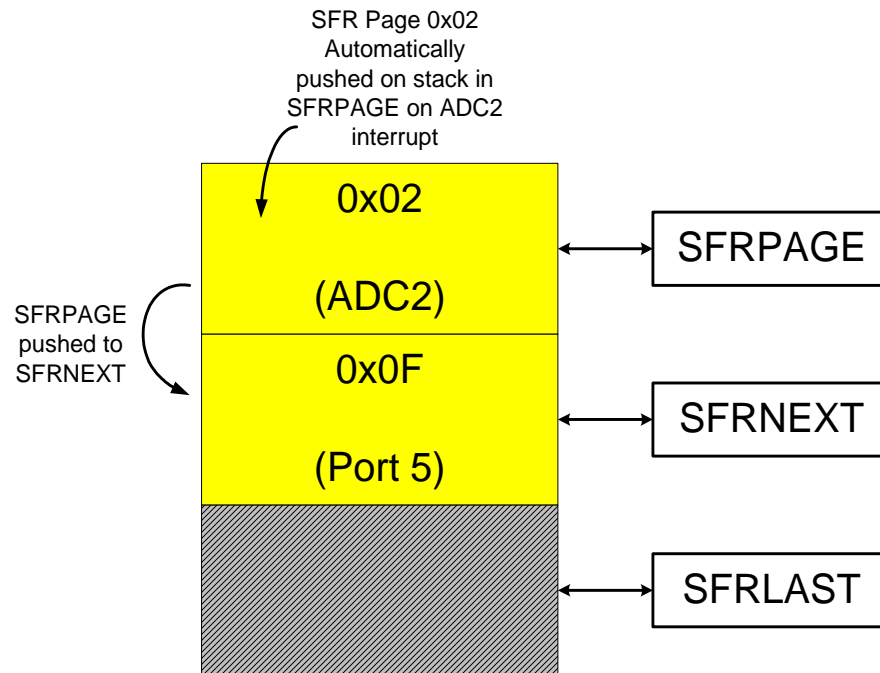 SFR Page 0x02
Automatically
pushed on stack in
SFRPAGE on ADC2
interrupt
0x02
(ADC2)
SFRPAGE
SFRPAGE
pushed to
SFRNEXT
0x0F
(Port 5)
SFRNEXT
SFRLAST